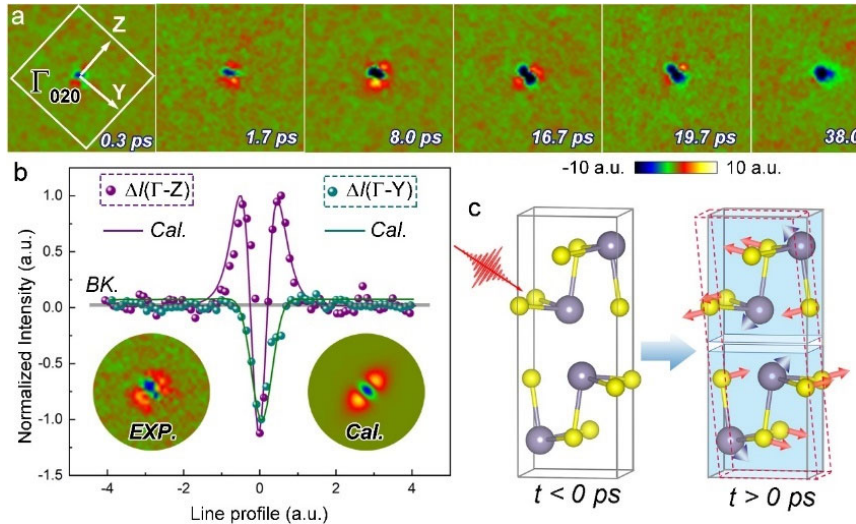 a
Z
Γ020
Y
0.3 ps
1.7 ps
8.0 ps
16.7 ps
19.7 ps
38.0
-10 a.u.
10 a.u.
b
ΔI(Γ-Z)
ΔI(Γ-Y)
Cal.
Cal.
BK.
EXP.
Cal.
Normalized Intensity (a.u.)
1.0
0.5
0.0
-0.5
-1.0
-1.5
-4
-2
0
2
4
Line profile (a.u.)
c
t < 0 ps
t > 0 ps